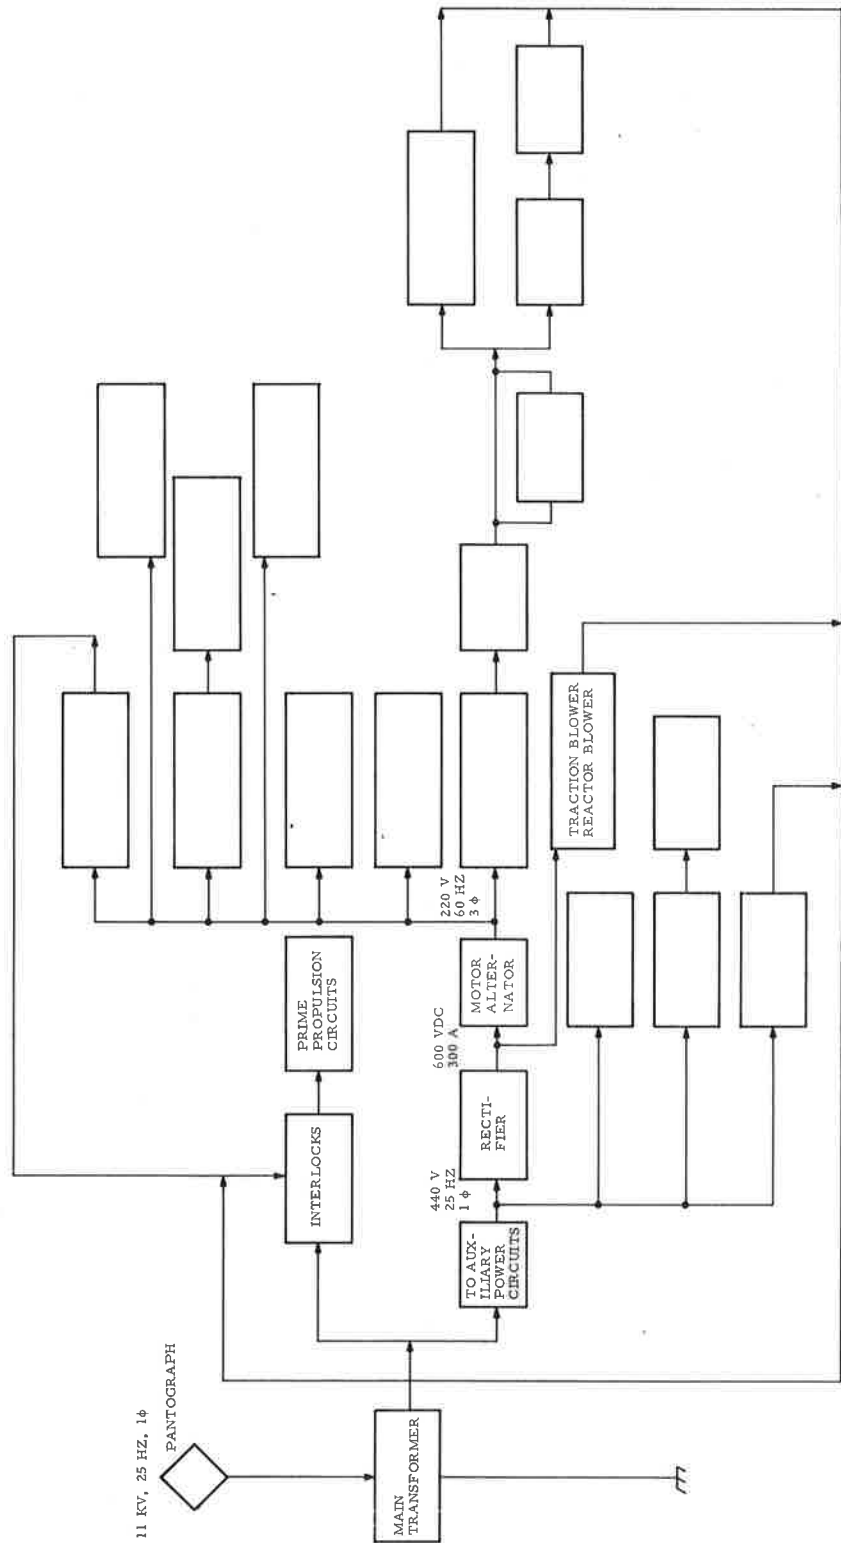 11 KV, 25 HZ, 1ϕ
PANTOGRAPH
MAIN
TRANSFORMER
INTERLOCKS
PRIME
PROPULSION
CIRCUITS
TO AUX-
ILIARY
POWER
CIRCUITS
440 V
25 HZ
1 ϕ
RECTI-
FIER
600 VDC
300 A
MOTOR
ALTER-
NATOR
220 V
60 HZ
3 ϕ
TRACTION BLOWER
REACTOR BLOWER